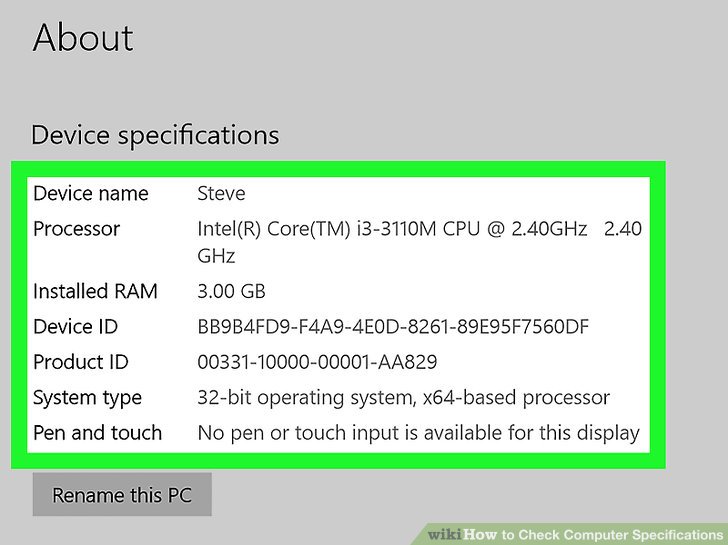 About
Device specifications
Device name Steve
Processor Intel(R) Core(TM) i3-3110M CPU @ 2.40GHz 2.40
GHz
Installed RAM 3.00 GB
Device ID BB9B4FD9-F4A9-4E0D-8261-89E95F7560DF
Product ID 00331-10000-00001-AA829
System type 32-bit operating system, x64-based processor
Pen and touch No pen or touch input is available for this display
Rename this PC
wikiHow to Check Computer Specifications